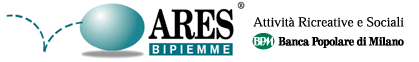 ARES ®
BIPIEMME
Attività Ricreative e Sociali
BPM Banca Popolare di Milano